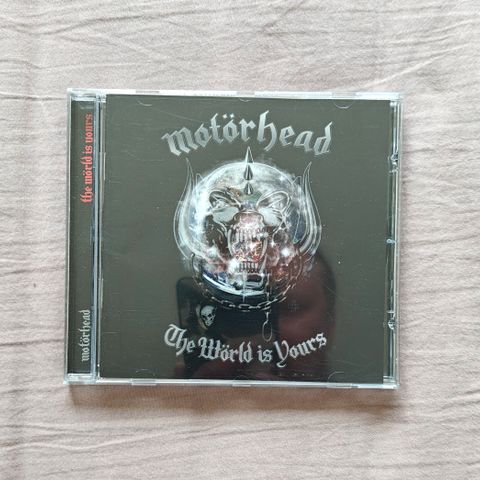 motörhead
The Wörld is Yours
the wörld is yours
motörhead